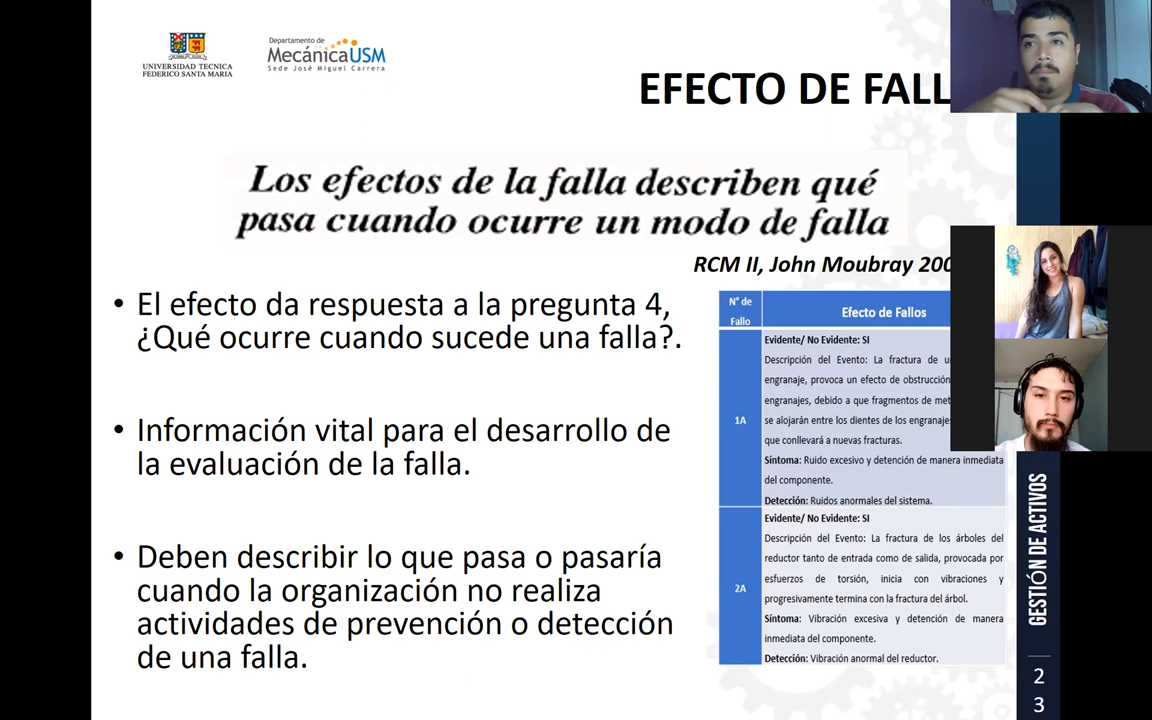 UNIVERSIDAD TECNICA
FEDERICO SANTA MARIA
Departamento de
MecánicaUSM
Sede José Miguel Carrera
EFECTO DE FALL
Los efectos de la falla describen qué
pasa cuando ocurre un modo de falla
RCM II, John Moubray 200
• El efecto da respuesta a la pregunta 4,
¿Qué ocurre cuando sucede una falla?.
• Información vital para el desarrollo de
la evaluación de la falla.
• Deben describir lo que pasa o pasaría
cuando la organización no realiza
actividades de prevención o detección
de una falla.
N° de
Fallo
Efecto de Fallos
1A
Evidente/ No Evidente: SI
Descripción del Evento: La fractura de u
engranaje, provoca un efecto de obstrucción
engranajes, debido a que fragmentos de met
se alojarán entre los dientes de los engranajes
que conllevará a nuevas fracturas.
Síntoma: Ruido excesivo y detención de manera inmediata
del componente.
Detección: Ruidos anormales del sistema.
2A
Evidente/ No Evidente: SI
Descripción del Evento: La fractura de los árboles del
reductor tanto de entrada como de salida, provocada por
esfuerzos de torsión, inicia con vibraciones y
progresivamente termina con la fractura del árbol.
Síntoma: Vibración excesiva y detención de manera
inmediata del componente.
Detección: Vibración anormal del reductor.
GESTIÓN DE ACTIVOS
2
3